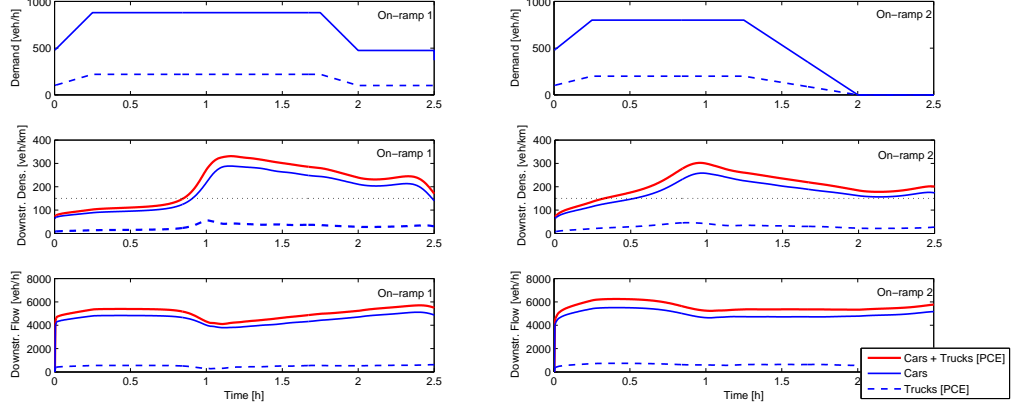 1000
500
0
0 0.5 1 1.5 2 2.5
Demand [veh/h]
On−ramp 1
1000
500
0
0 0.5 1 1.5 2 2.5
Demand [veh/h]
On−ramp 2
400
300
200
100
0
0 0.5 1 1.5 2 2.5
Downstr. Dens. [veh/km]
On−ramp 1
400
300
200
100
0
0 0.5 1 1.5 2 2.5
Downstr. Dens. [veh/km]
On−ramp 2
8000
6000
4000
2000
0
0 0.5 1 1.5 2 2.5
Downstr. Flow [veh/h]
Time [h]
On−ramp 1
8000
6000
4000
2000
0
0 0.5 1 1.5 2
Downstr. Flow [veh/h]
Time [h]
On−ramp 2
Cars + Trucks [PCE]
Cars
Trucks [PCE]